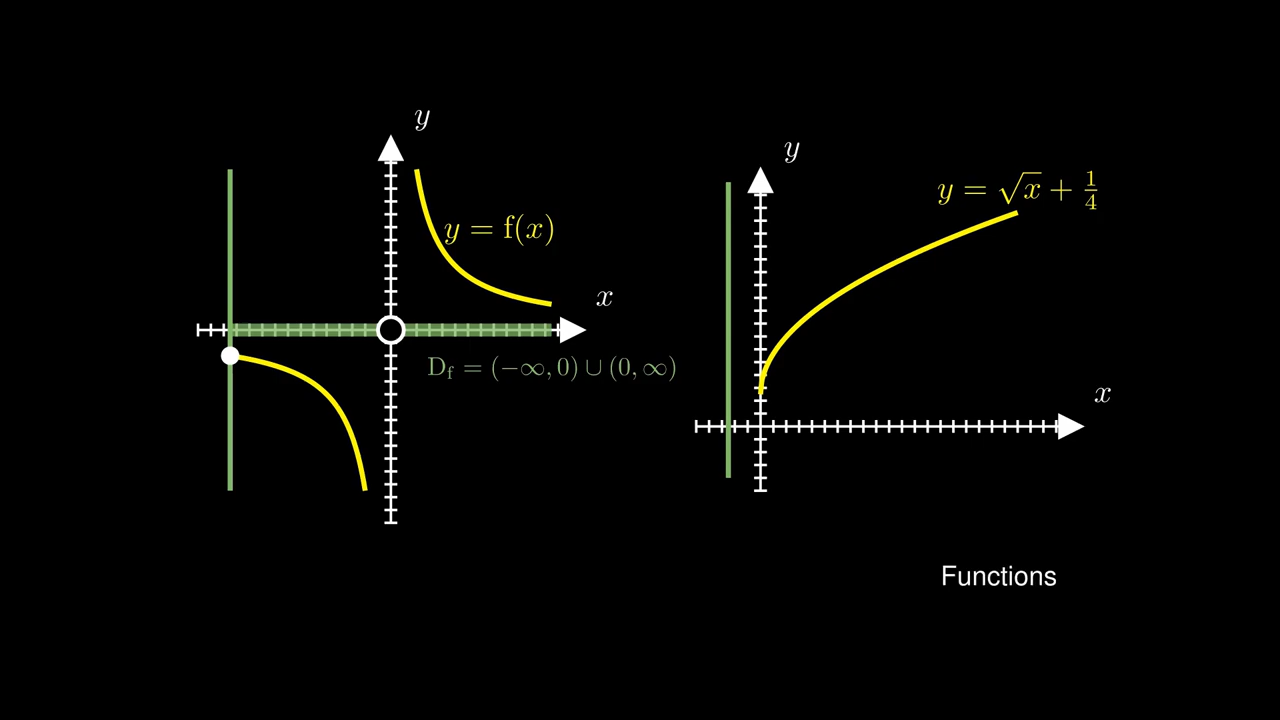 y
y = f(x)
x
D_f = (−∞, 0) ∪ (0, ∞)
y
y = √x + 1/4
x
Functions